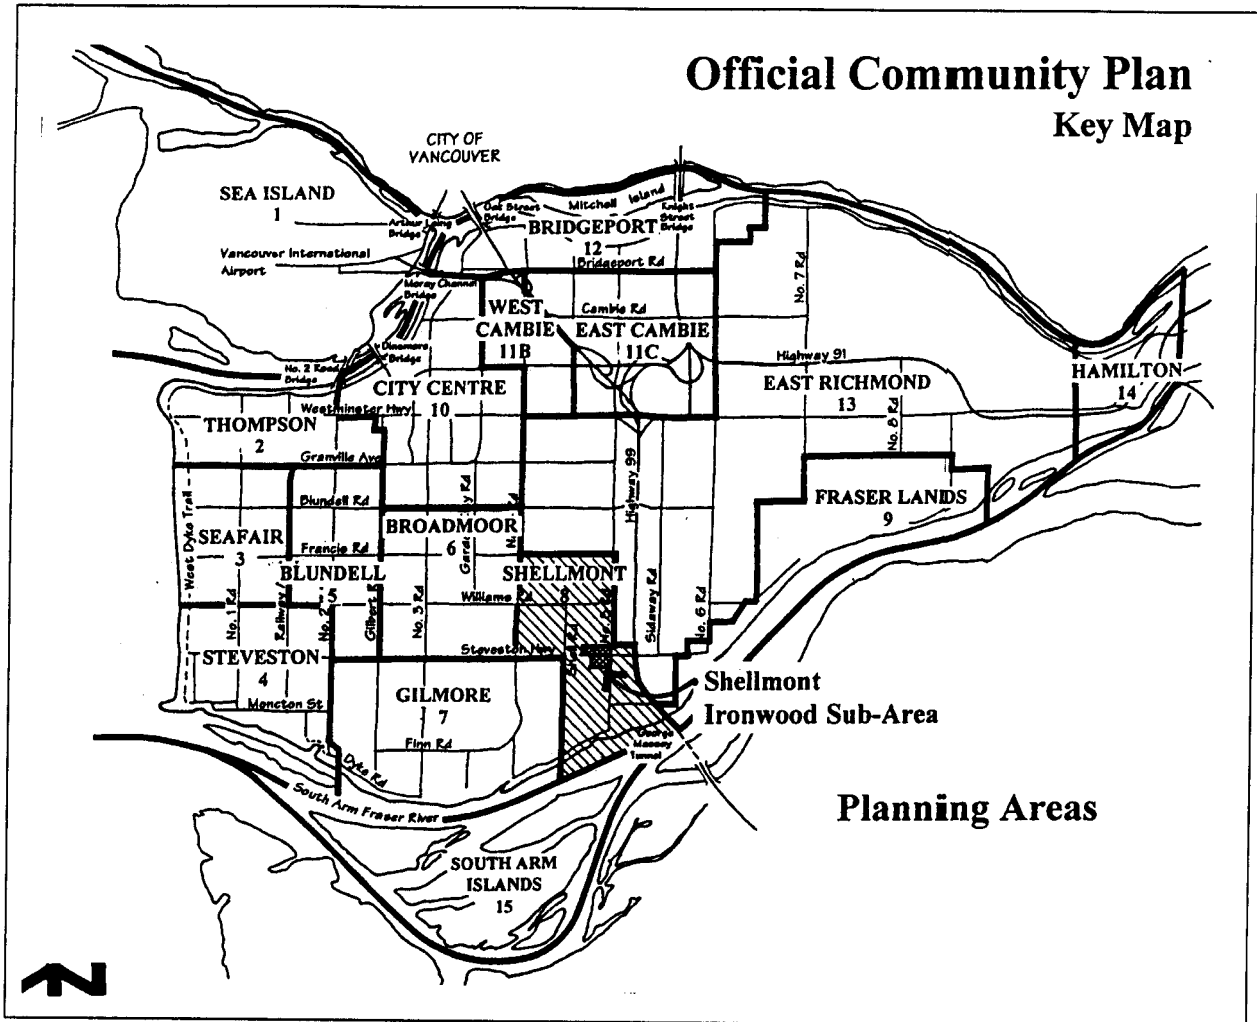 Official Community Plan
Key Map
CITY OF
VANCOUVER
SEA ISLAND
1
Arthur Laing
Bridge
Oak Street
Bridge
Mitchell Island
Knight
Street
Bridge
BRIDGEPORT
12
Bridgeport Rd
Vancouver International
Airport
Moray Channel
Bridge
No. 7 Rd
WEST
CAMBIE
11B
Cambie Rd
EAST CAMBIE
11C
Dinsmore
Bridge
No. 2 Road
Bridge
Highway 91
HAMILTON
14
CITY CENTRE
10
EAST RICHMOND
13
Westminster Hwy
No. 8 Rd
THOMPSON
2
Granville Ave
Highway 99
Blundell Rd
FRASER LANDS
9
West Dyke Trail
BROADMOOR
6
SEAFAIR
3
Francis Rd
BLUNDELL
5
SHELLMONT
8
Williams Rd
No. 1 Rd
Railway
No. 2
Gilbert
No. 3 Rd
No. 5 Rd
Sidaway Rd
No. 6 Rd
Steveston Hwy
STEVESTON
4
Shellmont
Ironwood Sub-Area
GILMORE
7
Moncton St
Finn Rd
George
Massey
Tunnel
Dyke Rd
South Arm Fraser River
Planning Areas
SOUTH ARM
ISLANDS
15
N